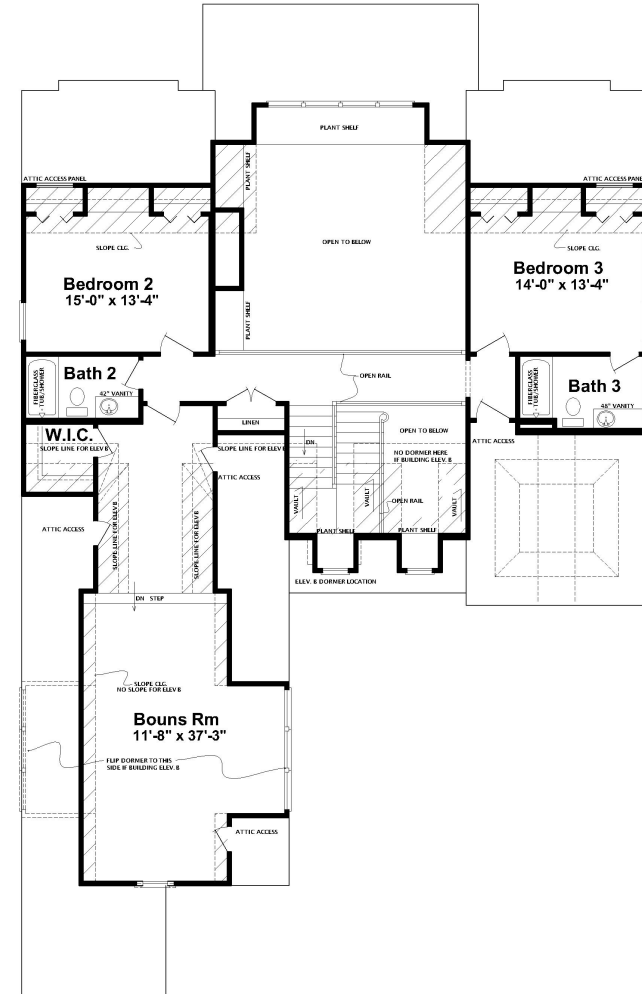 PLANT SHELF
PLANT SHELF
ATTIC ACCESS PANEL
ATTIC ACCESS PANE
SLOPE CLG.
OPEN TO BELOW
SLOPE CLG.
Bedroom 2
15'-0" x 13'-4"
Bedroom 3
14'-0" x 13'-4"
PLANT SHELF
OPEN RAIL
FIBERGLASS
TUB/SHOWER
Bath 2
42" VANITY
FIBERGLASS
TUB/SHOWER
Bath 3
48" VANITY
LINEN
W.I.C.
SLOPE LINE FOR ELEV B
SLOPE LINE FOR ELEV B
DN
OPEN TO BELOW
NO DORMER HERE
IF BUILDING ELEV. B
ATTIC ACCESS
ATTIC ACCESS
VAULT
VAULT
VAULT
OPEN RAIL
ATTIC ACCESS
SLOPE LINE FOR ELEV B
SLOPE LINE FOR ELEV B
PLANT SHELF
PLANT SHELF
ELEV. B DORMER LOCATION
DN STEP
SLOPE CLG.
NO SLOPE FOR ELEV B
Bouns Rm
11'-8" x 37'-3"
FLIP DORMER TO THIS
SIDE IF BUILDING ELEV. B
ATTIC ACCESS